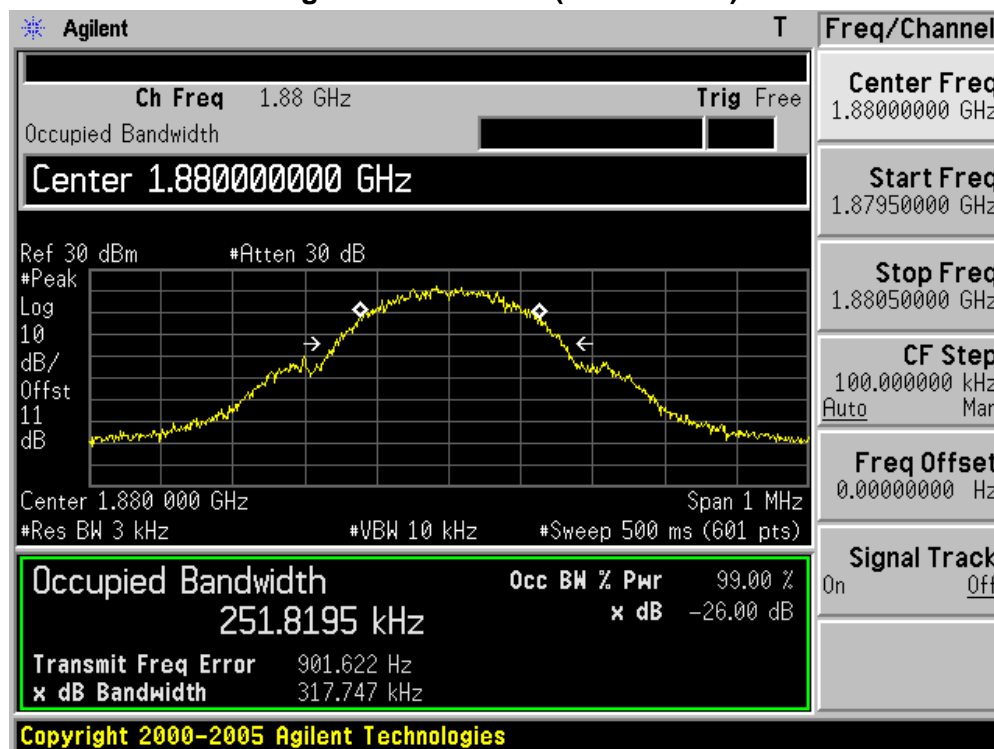 Agilent T
Freq/Channel
Ch Freq 1.88 GHz Trig Free
Occupied Bandwidth
Center 1.880000000 GHz
Ref 30 dBm #Atten 30 dB
#Peak
Log
10
dB/
Offst
11
dB
Center 1.880 000 GHz Span 1 MHz
#Res BW 3 kHz #VBW 10 kHz #Sweep 500 ms (601 pts)
Occupied Bandwidth Occ BW % Pwr 99.00 %
251.8195 kHz x dB -26.00 dB
Transmit Freq Error 901.622 Hz
x dB Bandwidth 317.747 kHz
Copyright 2000-2005 Agilent Technologies
Center Freq
1.88000000 GHz
Start Freq
1.87950000 GHz
Stop Freq
1.88050000 GHz
CF Step
100.000000 kHz
Auto Man
Freq Offset
0.00000000 Hz
Signal Track
On Off